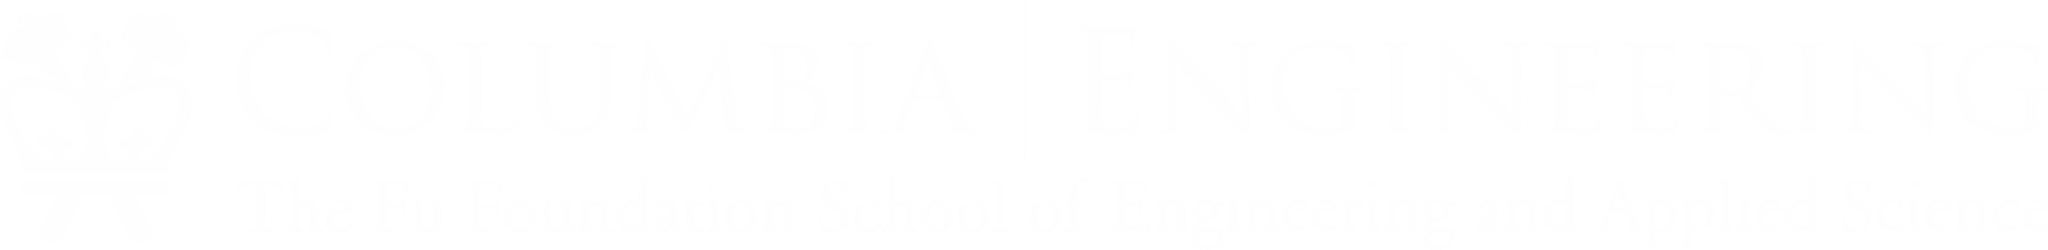 Columbia Engineering
The Fu Foundation School of Engineering and Applied Science